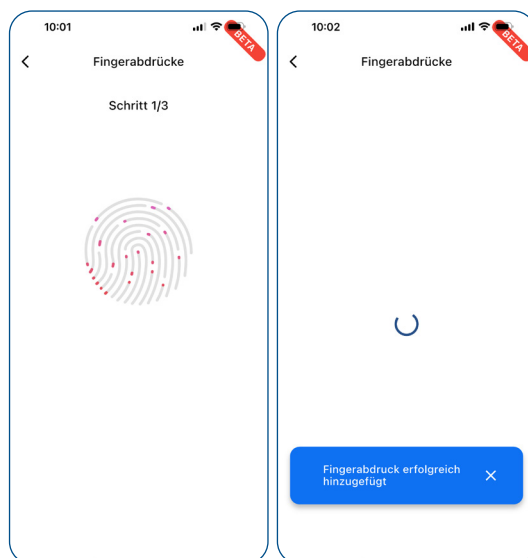 10:01
BETA
Fingerabdrücke
Schritt 1/3
10:02
BETA
Fingerabdrücke
Fingerabdruck erfolgreich
hinzugefügt